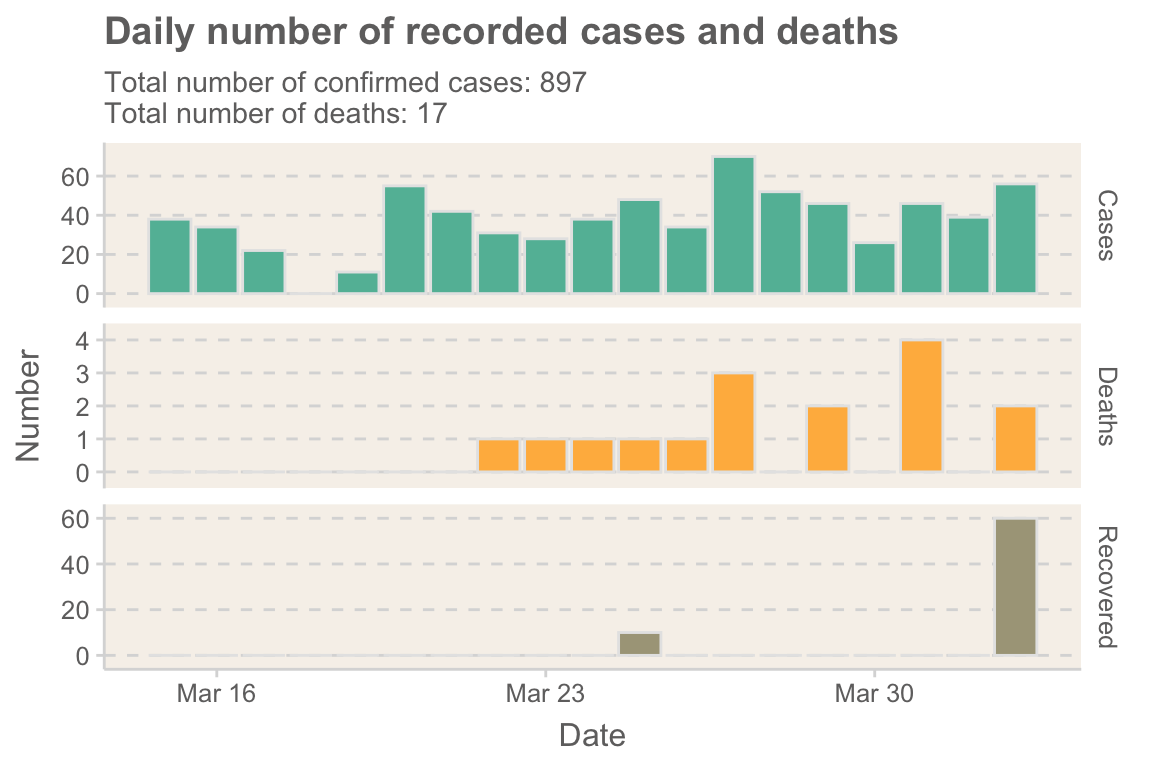 Daily number of recorded cases and deaths
Total number of confirmed cases: 897
Total number of deaths: 17
60
40
20
0
Cases
4
3
2
1
0
Deaths
Number
60
40
20
0
Recovered
Mar 16
Mar 23
Mar 30
Date